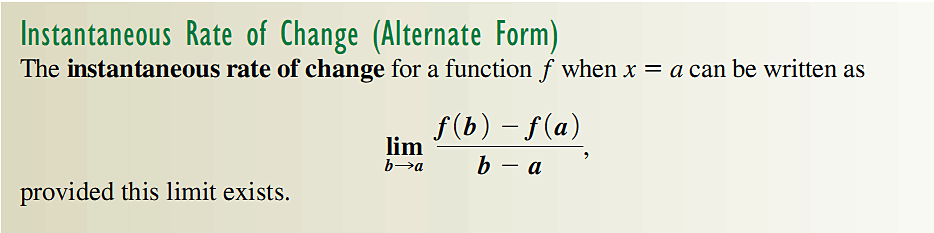 Instantaneous Rate of Change (Alternate Form)
The instantaneous rate of change for a function f when x = a can be written as
lim b→a f(b) − f(a) / b − a,
provided this limit exists.